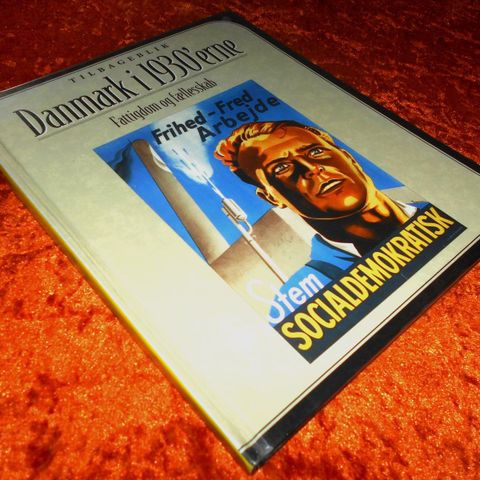 TILBAGEBLIK
Danmark i 1930'erne
Fattigdom og fællesskab
Frihed - Fred
Arbejde
Stem
SOCIALDEMOKRATISK